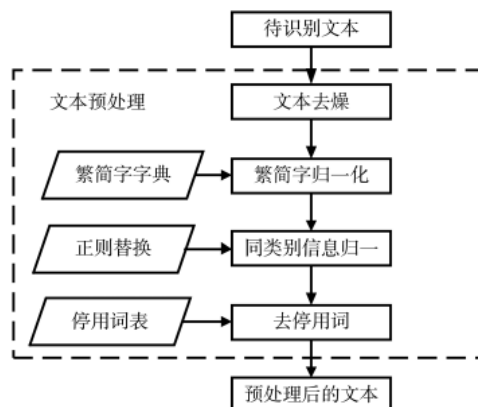 待识别文本
文本预处理
文本去燥
繁简字字典
繁简字归一化
正则替换
同类别信息归一
停用词表
去停用词
预处理后的文本